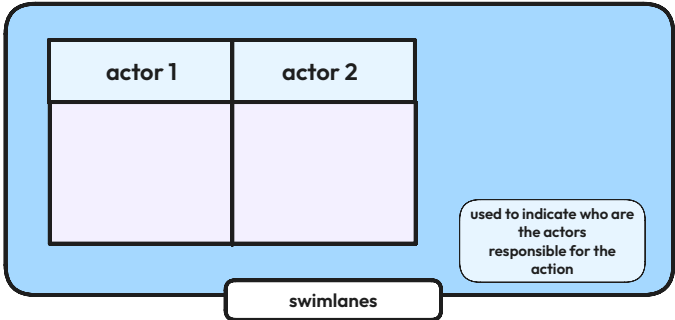 actor 1
actor 2
used to indicate who are
the actors
responsible for the
action
swimlanes